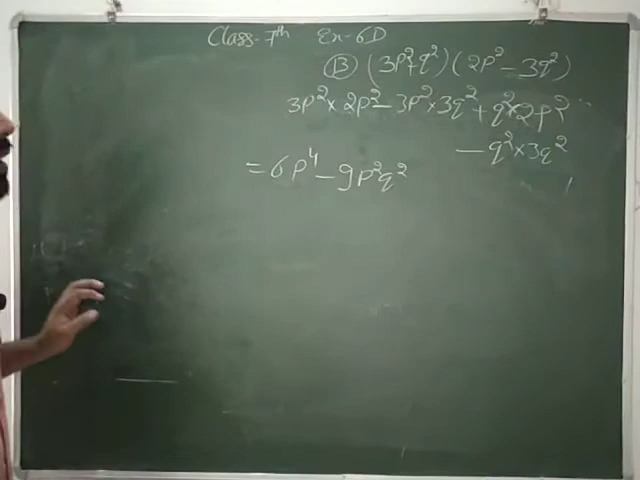 Class-7th Ex-6D
⑬ (3p²+q²)(2p²-3q²)
3p²×2p²-3p²×3q²+q²×2p²
-q²×3q²
=6p⁴-9p²q²